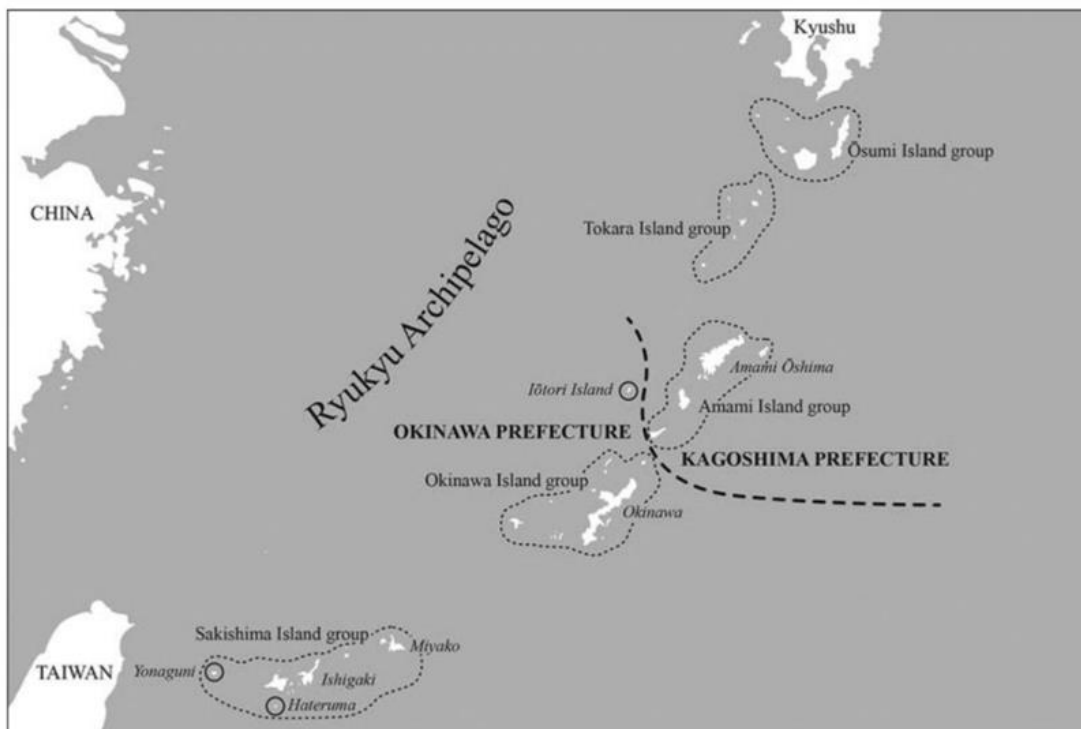 Kyushu
Ōsumi Island group
CHINA
Tokara Island group
Ryukyu Archipelago
Amami Ōshima
Iōtori Island
Amami Island group
OKINAWA PREFECTURE
KAGOSHIMA PREFECTURE
Okinawa Island group
Okinawa
Sakishima Island group
Miyako
TAIWAN
Yonaguni
Ishigaki
Hateruma